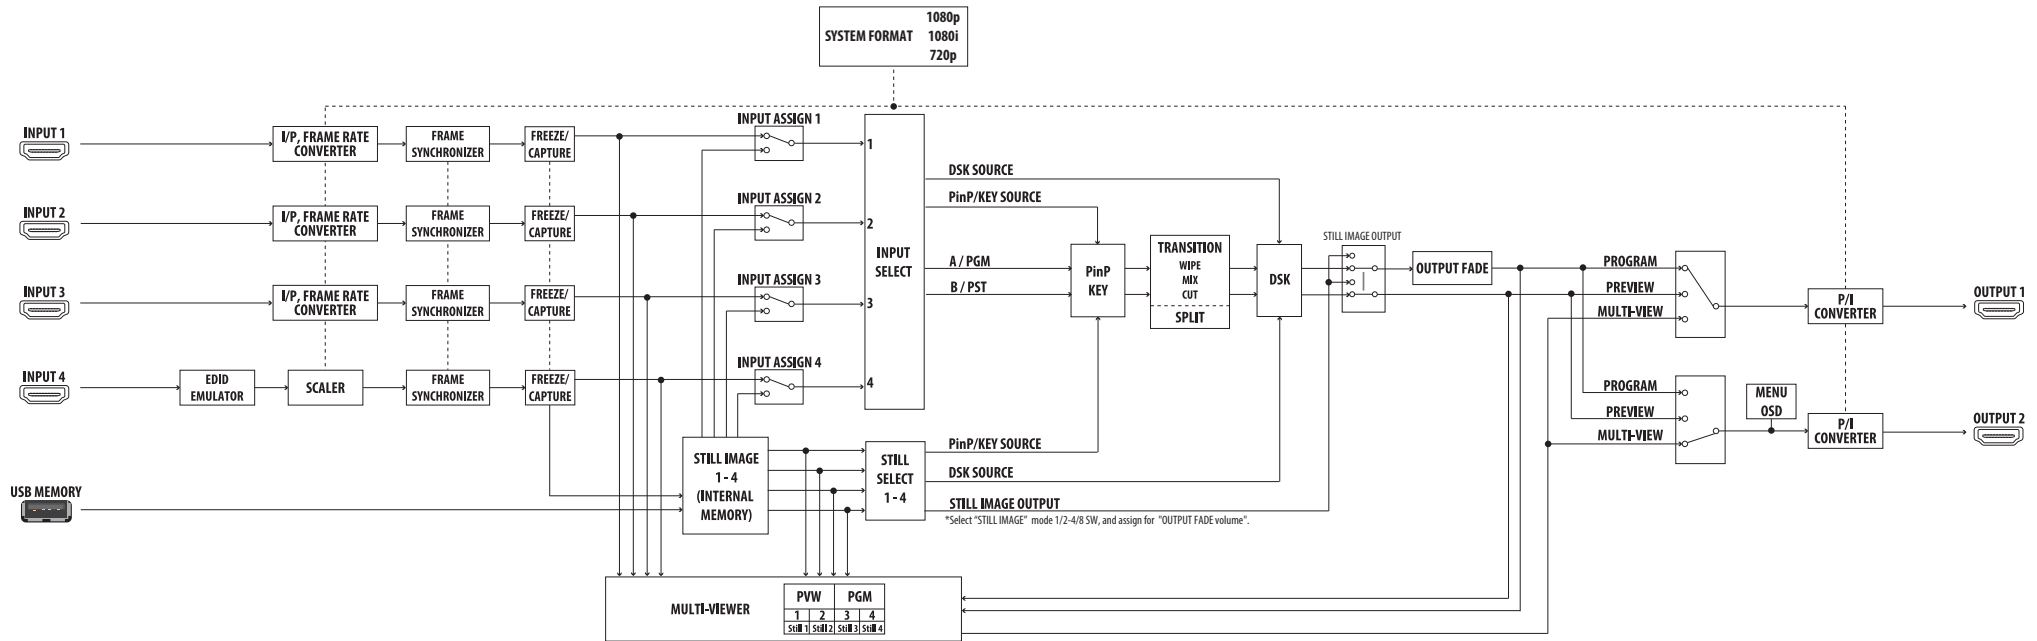 1080p
SYSTEM FORMAT 1080i
720p
INPUT 1
I/P, FRAME RATE
CONVERTER
FRAME
SYNCHRONIZER
FREEZE/
CAPTURE
INPUT ASSIGN 1
1
INPUT 2
I/P, FRAME RATE
CONVERTER
FRAME
SYNCHRONIZER
FREEZE/
CAPTURE
INPUT ASSIGN 2
2
INPUT 3
I/P, FRAME RATE
CONVERTER
FRAME
SYNCHRONIZER
FREEZE/
CAPTURE
INPUT ASSIGN 3
3
INPUT 4
EDID
EMULATOR
SCALER
FRAME
SYNCHRONIZER
FREEZE/
CAPTURE
INPUT ASSIGN 4
4
INPUT
SELECT
DSK SOURCE
PinP/KEY SOURCE
A / PGM
B / PST
PinP
KEY
TRANSITION
WIPE
MIX
CUT
SPLIT
DSK
STILL IMAGE OUTPUT
OUTPUT FADE
PROGRAM
PREVIEW
MULTI-VIEW
P/I
CONVERTER
OUTPUT 1
PROGRAM
PREVIEW
MULTI-VIEW
MENU
OSD
P/I
CONVERTER
OUTPUT 2
USB MEMORY
STILL IMAGE
1 - 4
(INTERNAL
MEMORY)
STILL
SELECT
1 - 4
PinP/KEY SOURCE
DSK SOURCE
STILL IMAGE OUTPUT
*Select "STILL IMAGE" mode 1/2-4/8 SW, and assign for "OUTPUT FADE volume".
MULTI-VIEWER
PVW PGM
1 2 3 4
Still 1 Still 2 Still 3 Still 4